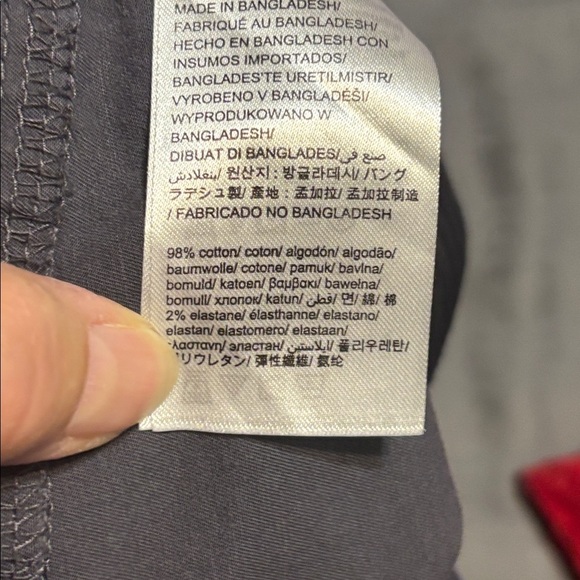 MADE IN BANGLADESH/
FABRIQUÉ AU BANGLADESH/
HECHO EN BANGLADESH CON
INSUMOS IMPORTADOS/
BANGLADES'TE URETILMISTIR/
VYROBENO V BANGLADÉŠI/
WYPRODUKOWANO W
BANGLADESH/
DIBUAT DI BANGLADES/صنع في
بنغلادش/ 원산지 : 방글라데시/ バング
ラデシュ製/ 產地 : 孟加拉/ 孟加拉制造
/ FABRICADO NO BANGLADESH
98% cotton/ coton/ algodón/ algodão/
baumwolle/ cotone/ pamuk/ bavlna/
bomuld/ katoen/ βαμβακι/ bawełna/
bomull/ хлопок/ katun/ قطن/ 면/ 綿/ 棉
2% elastane/ élasthanne/ elastano/
elastan/ elastomero/ elastaan/
λασταγη/ эластан/ ايلاستين/ 폴리우레탄/
リウレタン/ 彈性纖維/ 氨纶